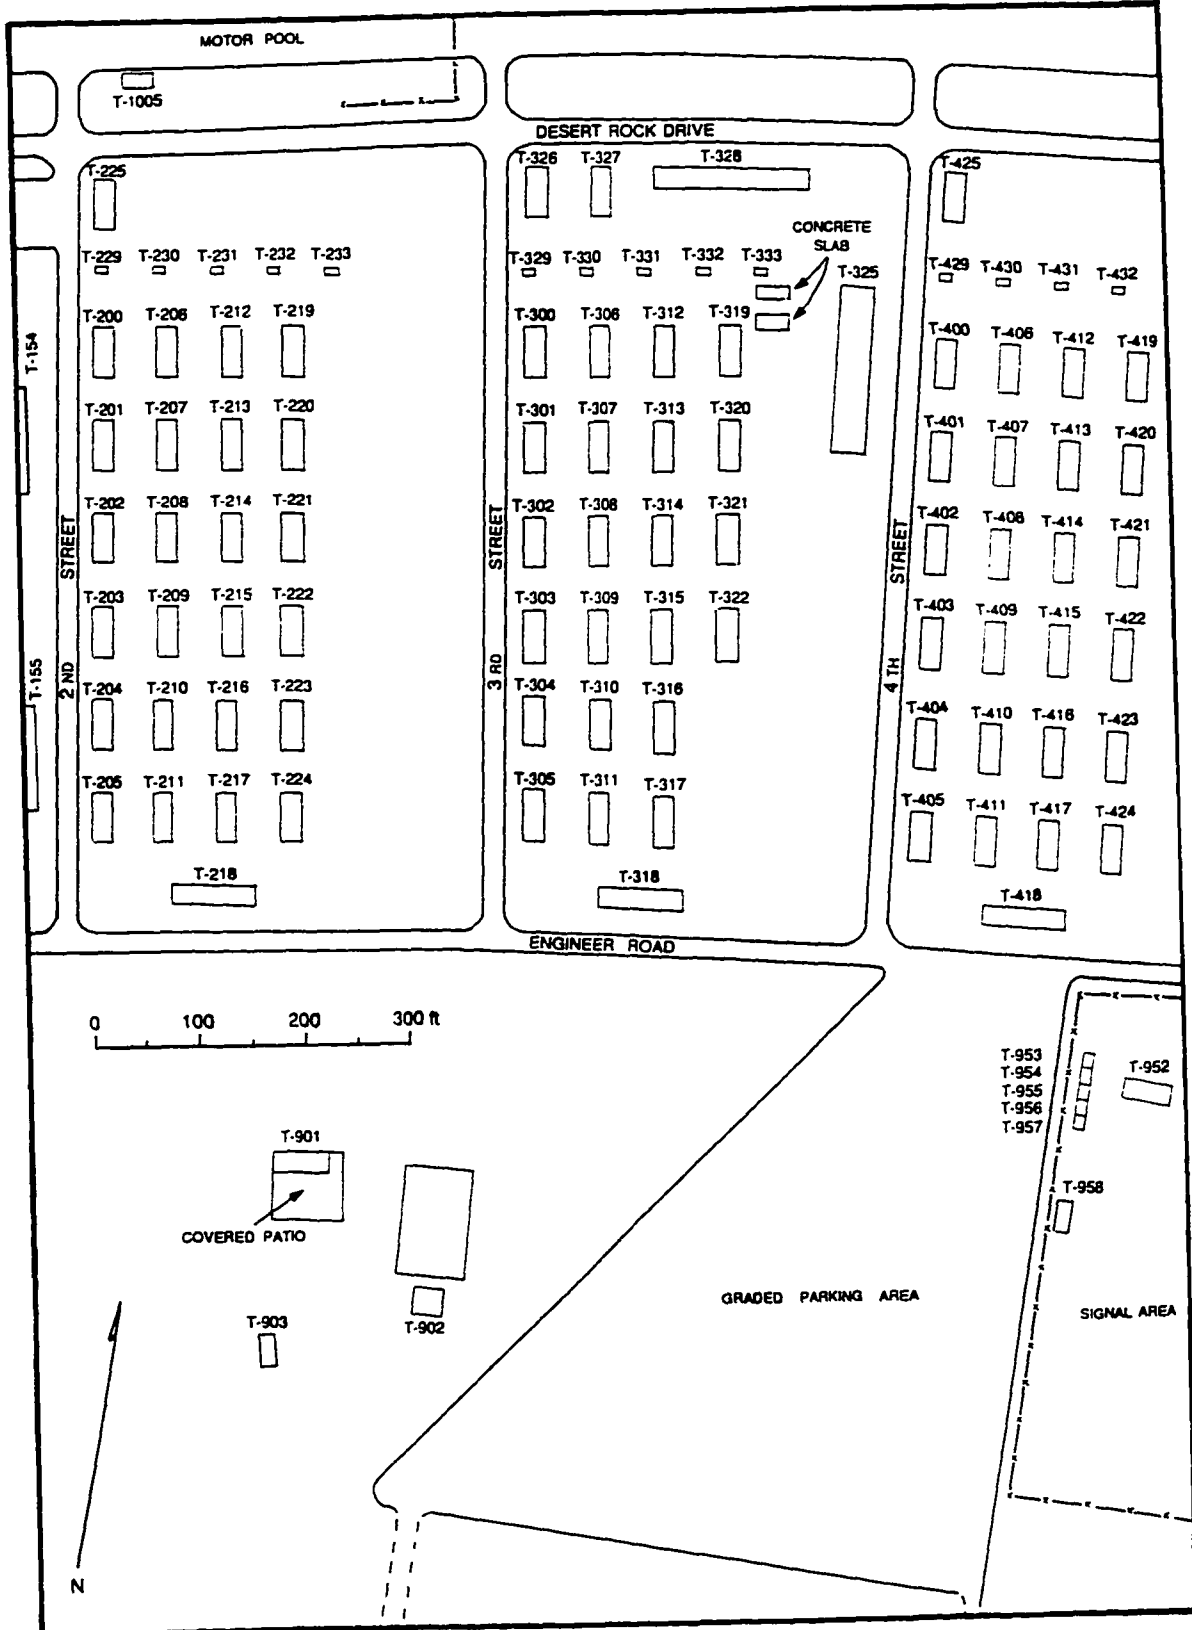 MOTOR POOL
T-1005
DESERT ROCK DRIVE
T-225
T-326 T-327 T-328
T-425
CONCRETE
SLAB
T-229 T-230 T-231 T-232 T-233
T-329 T-330 T-331 T-332 T-333
T-325
T-429 T-430 T-431 T-432
T-200 T-206 T-212 T-219
T-300 T-306 T-312 T-319
T-400 T-406 T-412 T-419
T-154
T-201 T-207 T-213 T-220
T-301 T-307 T-313 T-320
T-401 T-407 T-413 T-420
T-202 T-208 T-214 T-221
T-302 T-308 T-314 T-321
T-402 T-408 T-414 T-421
2 ND STREET
3 RD STREET
4 TH STREET
T-203 T-209 T-215 T-222
T-303 T-309 T-315 T-322
T-403 T-409 T-415 T-422
T-155
T-204 T-210 T-216 T-223
T-304 T-310 T-316
T-404 T-410 T-416 T-423
T-205 T-211 T-217 T-224
T-305 T-311 T-317
T-405 T-411 T-417 T-424
T-218
T-318
T-418
ENGINEER ROAD
0 100 200 300 ft
T-953
T-954
T-955
T-956
T-957
T-952
T-901
COVERED PATIO
T-958
GRADED PARKING AREA
SIGNAL AREA
T-902
T-903
N